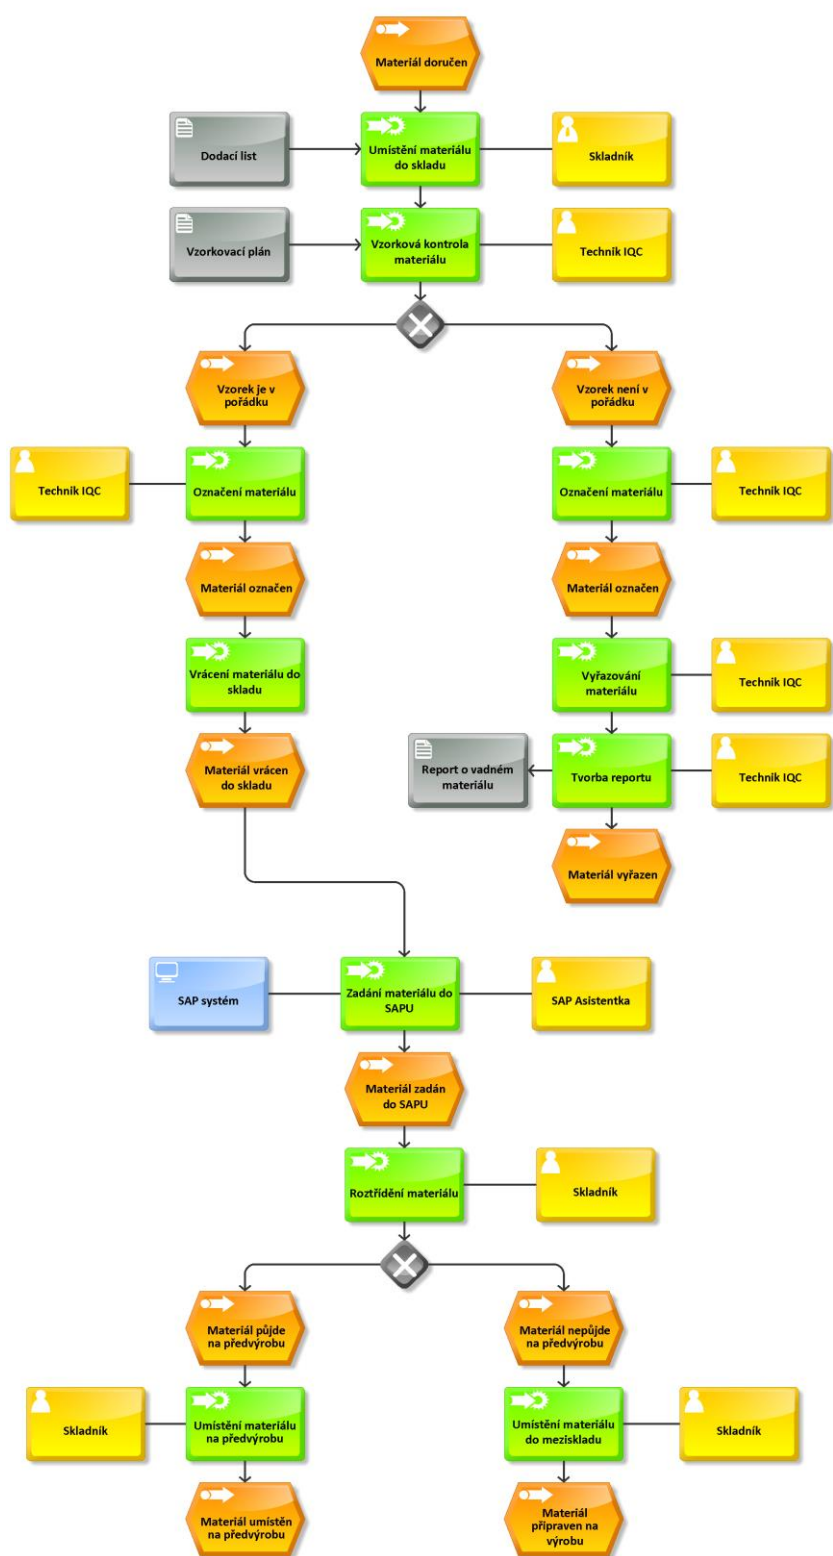 Materiál doručen
Dodací list
Umístění materiálu
do skladu
Skladník
Vzorkovací plán
Vzorková kontrola
materiálu
Technik IQC
Vzorek je v
pořádku
Vzorek není v
pořádku
Technik IQC
Označení materiálu
Označení materiálu
Technik IQC
Materiál označen
Materiál označen
Vrácení materiálu do
skladu
Vyřazování
materiálu
Technik IQC
Materiál vrácen
do skladu
Report o vadném
materiálu
Tvorba reportu
Technik IQC
Materiál vyřazen
SAP systém
Zadání materiálu do
SAPU
SAP Asistentka
Materiál zadán
do SAPU
Roztřídění materiálu
Skladník
Materiál půjde
na předvýrobu
Materiál nepůjde
na předvýrobu
Skladník
Umístění materiálu
na předvýrobu
Umístění materiálu
do meziskladu
Skladník
Materiál umístěn
na předvýrobu
Materiál
připraven na
výrobu